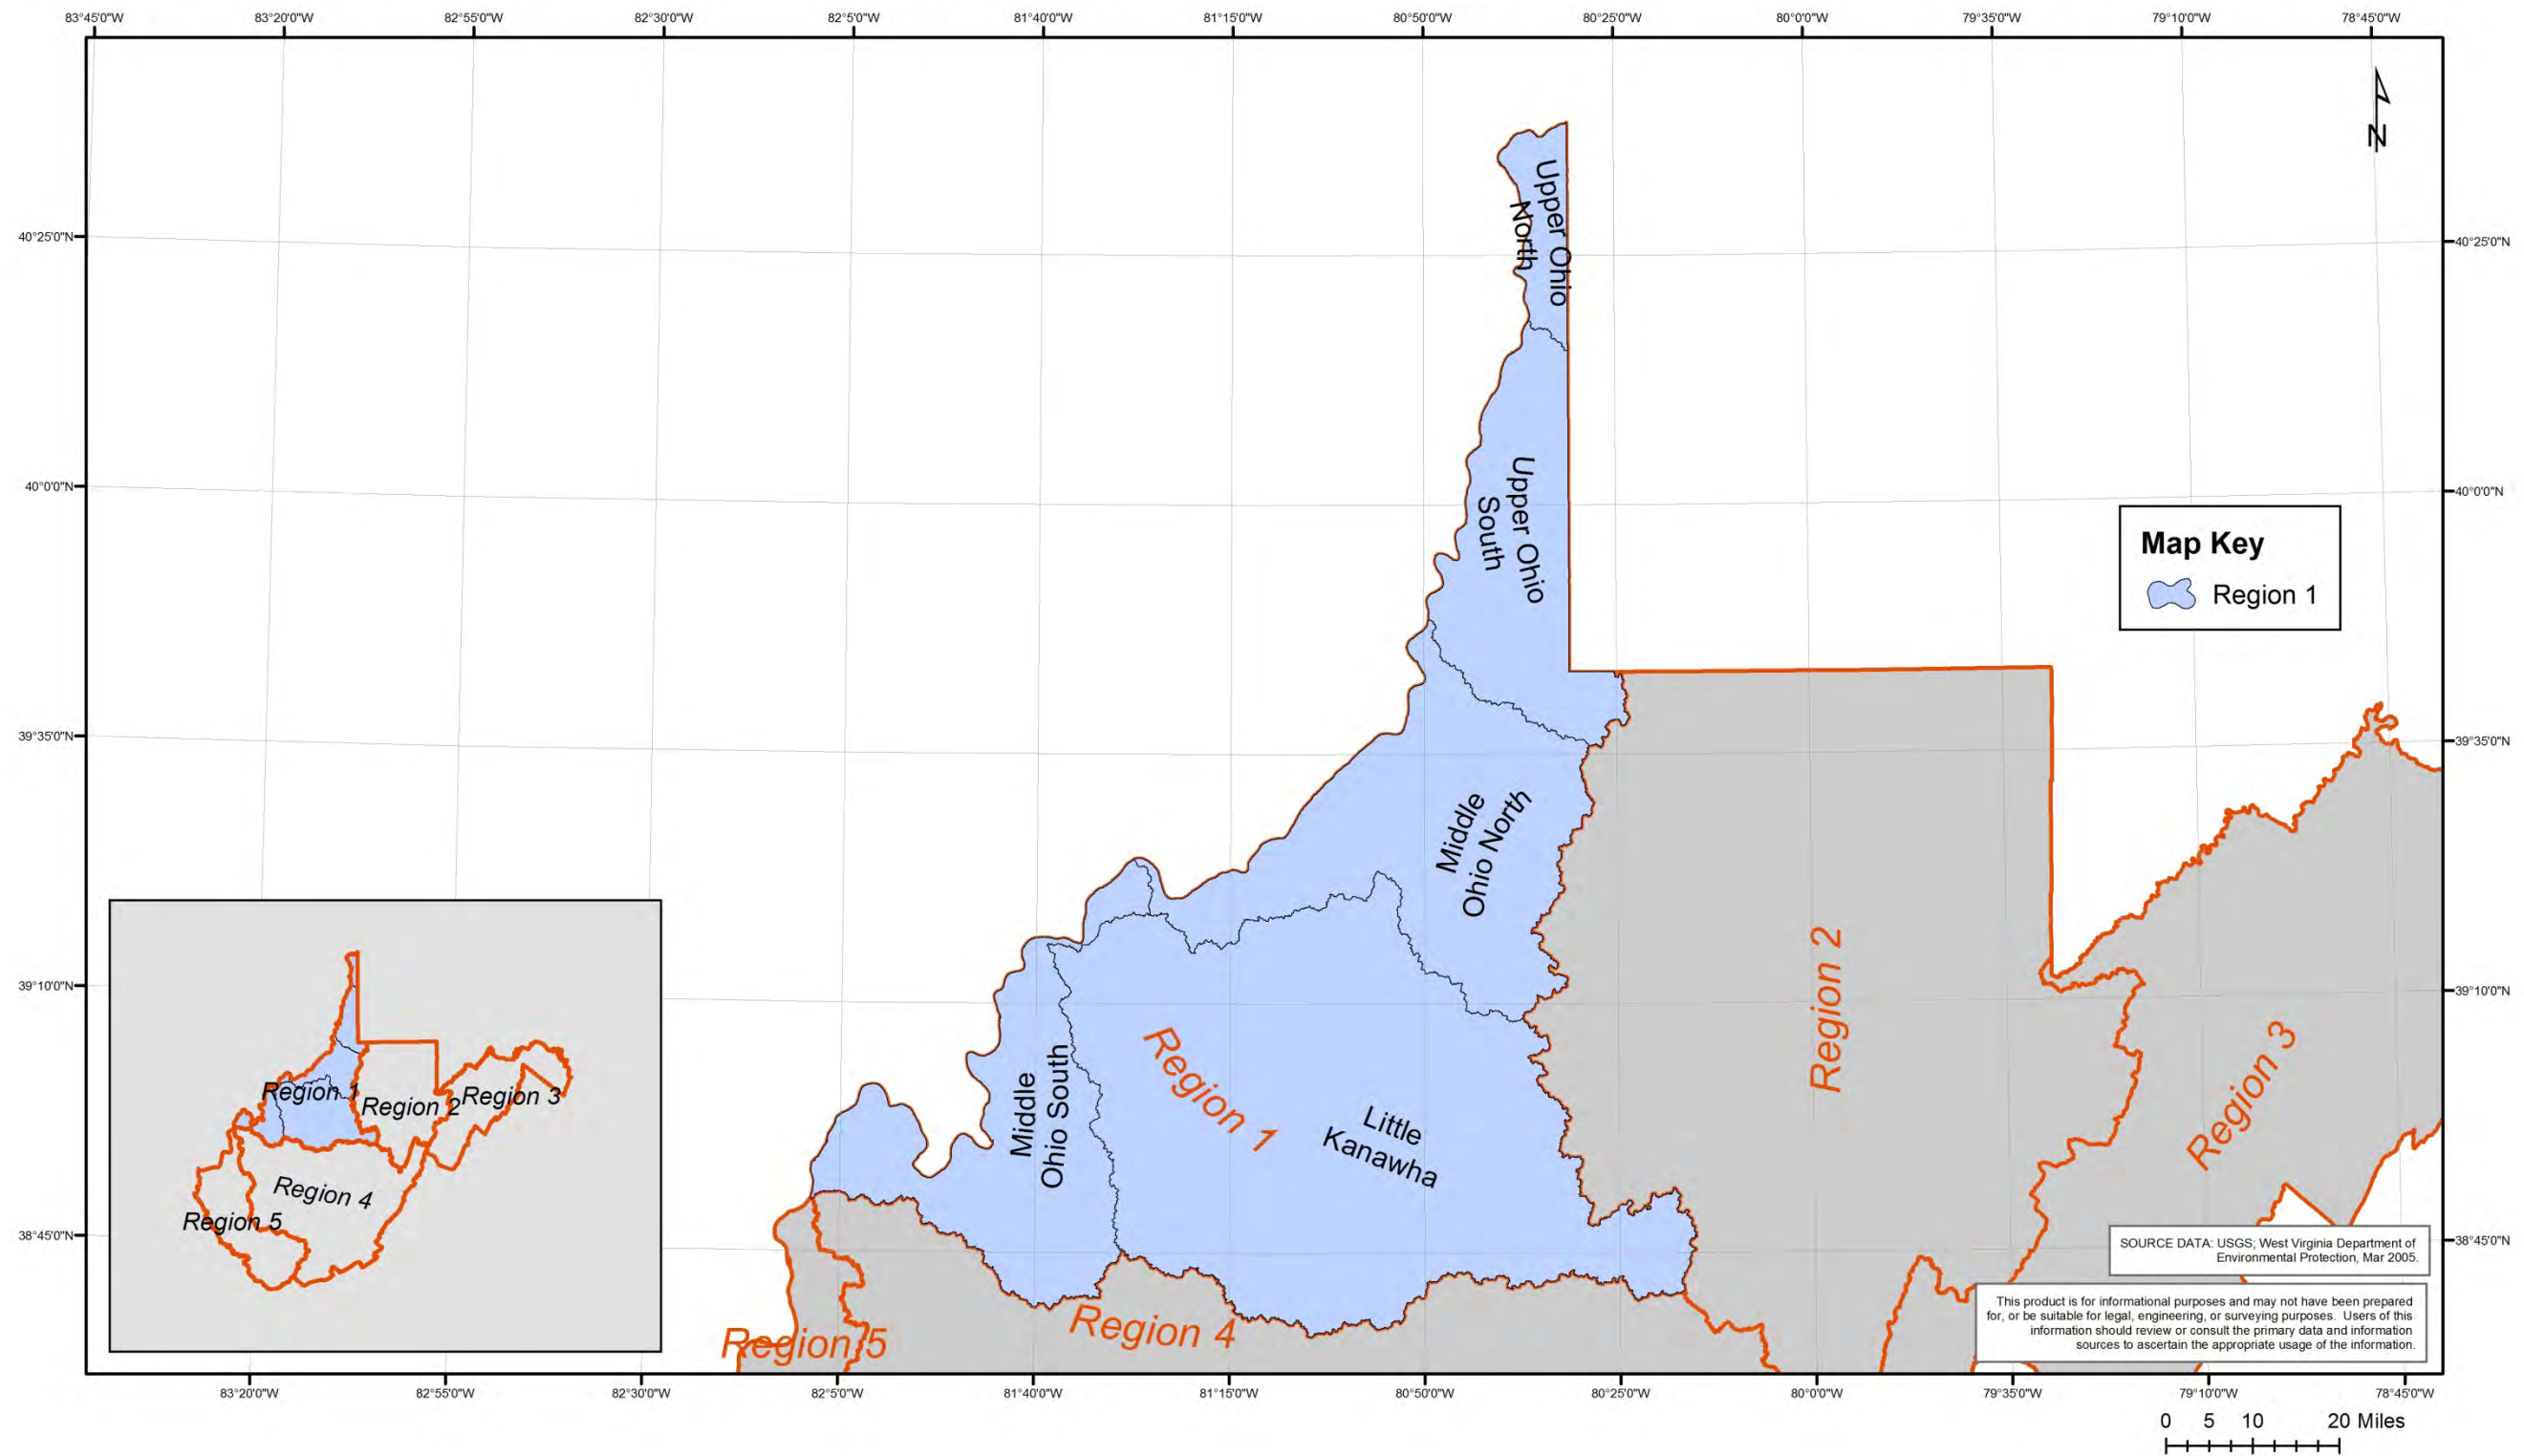 83°45'0"W 83°20'0"W 82°55'0"W 82°30'0"W 82°5'0"W 81°40'0"W 81°15'0"W 80°50'0"W 80°25'0"W 80°0'0"W 79°35'0"W 79°10'0"W 78°45'0"W
N
Upper Ohio
North
40°25'0"N
40°25'0"N
Upper Ohio
South
40°0'0"N
40°0'0"N
Map Key
Region 1
39°35'0"N
39°35'0"N
Middle
Ohio North
Region 2
39°10'0"N
39°10'0"N
Region 3
Region 1
Middle
Ohio South
Little
Kanawha
Region 1
Region 2
Region 3
Region 4
Region 5
38°45'0"N
38°45'0"N
SOURCE DATA: USGS; West Virginia Department of
Environmental Protection, Mar 2005.
This product is for informational purposes and may not have been prepared
for, or be suitable for legal, engineering, or surveying purposes. Users of this
information should review or consult the primary data and information
sources to ascertain the appropriate usage of the information.
Region 4
Region 5
83°20'0"W 82°55'0"W 82°30'0"W 82°5'0"W 81°40'0"W 81°15'0"W 80°50'0"W 80°25'0"W 80°0'0"W 79°35'0"W 79°10'0"W 78°45'0"W
0 5 10 20 Miles